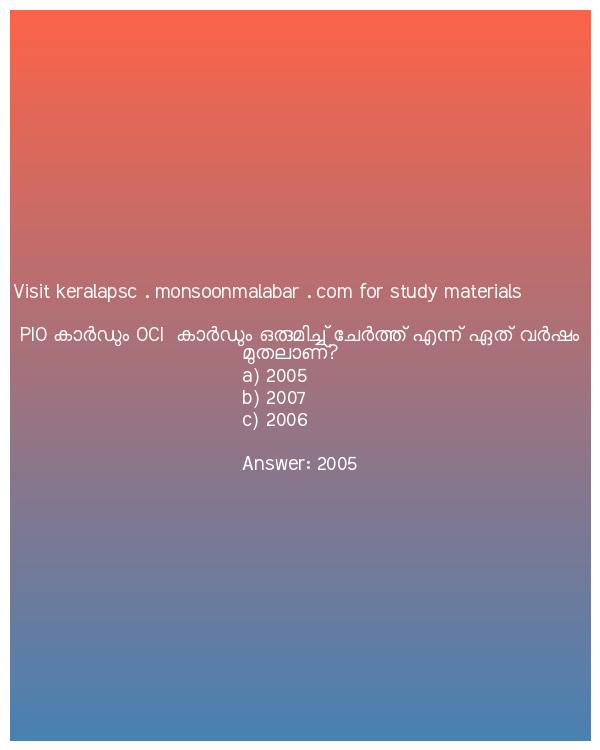 Visit keralapsc . monsoonmalabar . com for study materials
PIO കാർഡും OCI  കാർഡും ഒരുമിച്ച് ചേർത്ത് എന്ന് ഏത് വർഷം
മുതലാണ്?
a) 2005
b) 2007
c) 2006
Answer: 2005